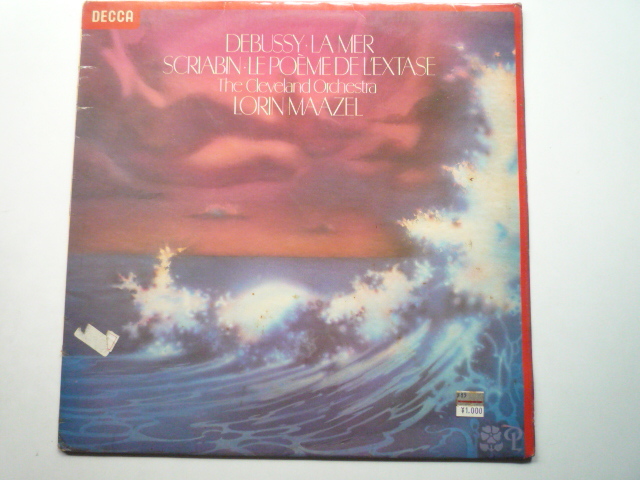 DECCA
DEBUSSY · LA MER
SCRIABIN · LE POÈME DE L'EXTASE
The Cleveland Orchestra
LORIN MAAZEL
¥1,000